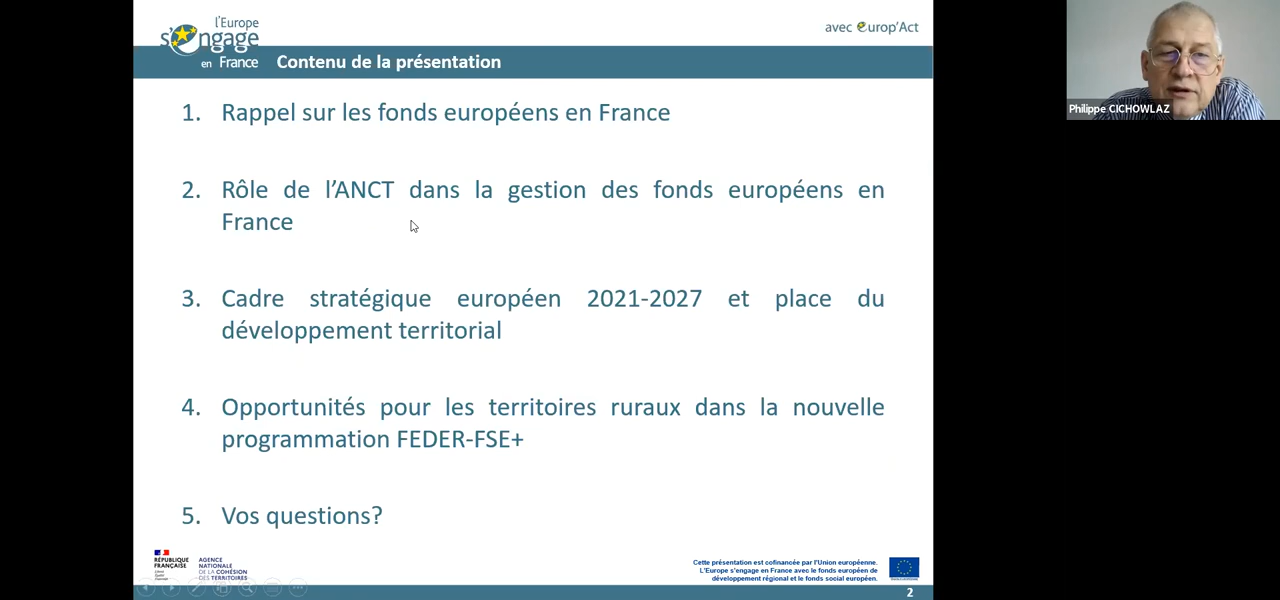 l'Europe
s'engage
en France
avec Europ'Act
Contenu de la présentation
1. Rappel sur les fonds européens en France
2. Rôle de l'ANCT dans la gestion des fonds européens en
France
3. Cadre stratégique européen 2021-2027 et place du
développement territorial
4. Opportunités pour les territoires ruraux dans la nouvelle
programmation FEDER-FSE+
5. Vos questions?
RÉPUBLIQUE
FRANÇAISE
AGENCE
NATIONALE
DE LA COHÉSION
DES TERRITOIRES
Cette présentation est cofinancée par l'Union européenne.
L'Europe s'engage en France avec le fonds européen de
développement régional et le fonds social européen.
2
Philippe CICHOWLAZ